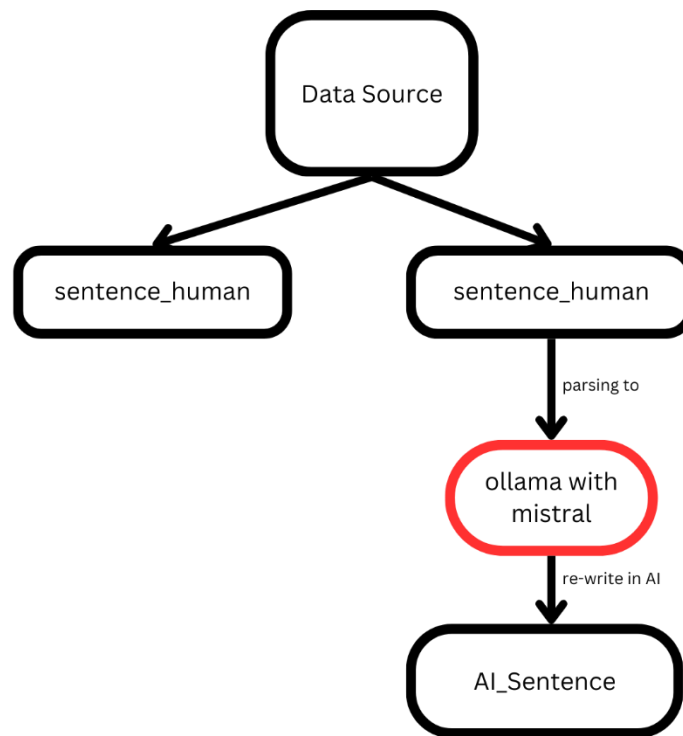 Data Source
sentence_human
sentence_human
parsing to
ollama with
mistral
re-write in AI
AI_Sentence